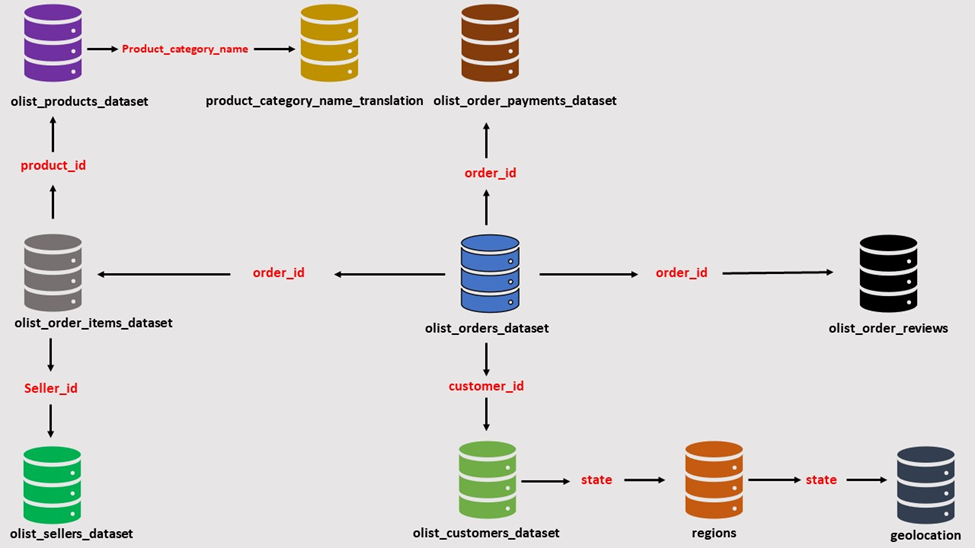 Product_category_name
olist_products_dataset
product_category_name_translation
olist_order_payments_dataset
product_id
order_id
order_id
order_id
olist_order_items_dataset
olist_orders_dataset
olist_order_reviews
Seller_id
customer_id
state
state
olist_sellers_dataset
olist_customers_dataset
regions
geolocation